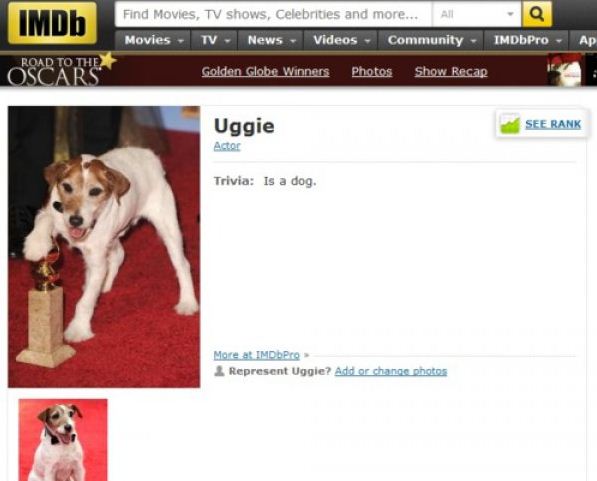 IMDb
Find Movies, TV shows, Celebrities and more... All
Movies TV News Videos Community IMDbPro Ap
ROAD TO THE
OSCARS
Golden Globe Winners Photos Show Recap
Uggie
SEE RANK
Actor
Trivia: Is a dog.
More at IMDbPro »
Represent Uggie? Add or change photos